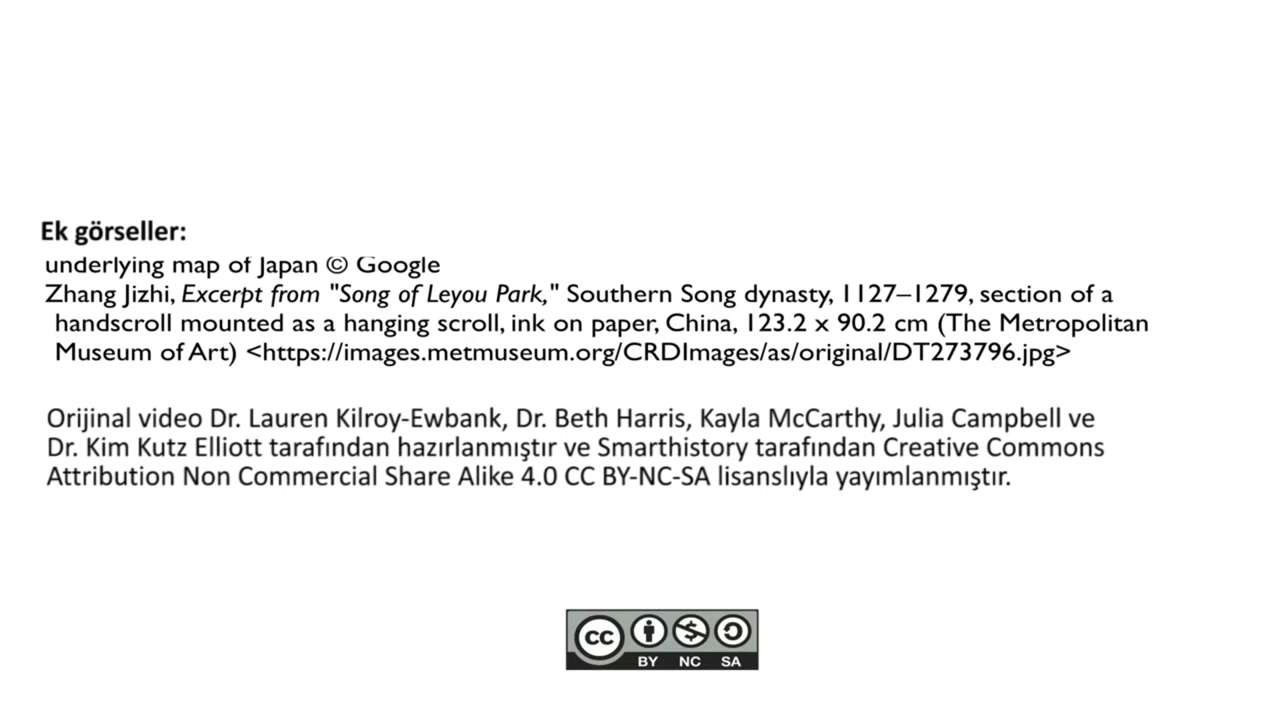 Ek görseller:
underlying map of Japan © Google
Zhang Jizhi, Excerpt from "Song of Leyou Park," Southern Song dynasty, 1127–1279, section of a
handscroll mounted as a hanging scroll, ink on paper, China, 123.2 x 90.2 cm (The Metropolitan
Museum of Art) <https://images.metmuseum.org/CRDImages/as/original/DT273796.jpg>
Orijinal video Dr. Lauren Kilroy-Ewbank, Dr. Beth Harris, Kayla McCarthy, Julia Campbell ve
Dr. Kim Kutz Elliott tarafından hazırlanmıştır ve Smarthistory tarafından Creative Commons
Attribution Non Commercial Share Alike 4.0 CC BY-NC-SA lisanslıyla yayımlanmıştır.
cc
BY NC SA